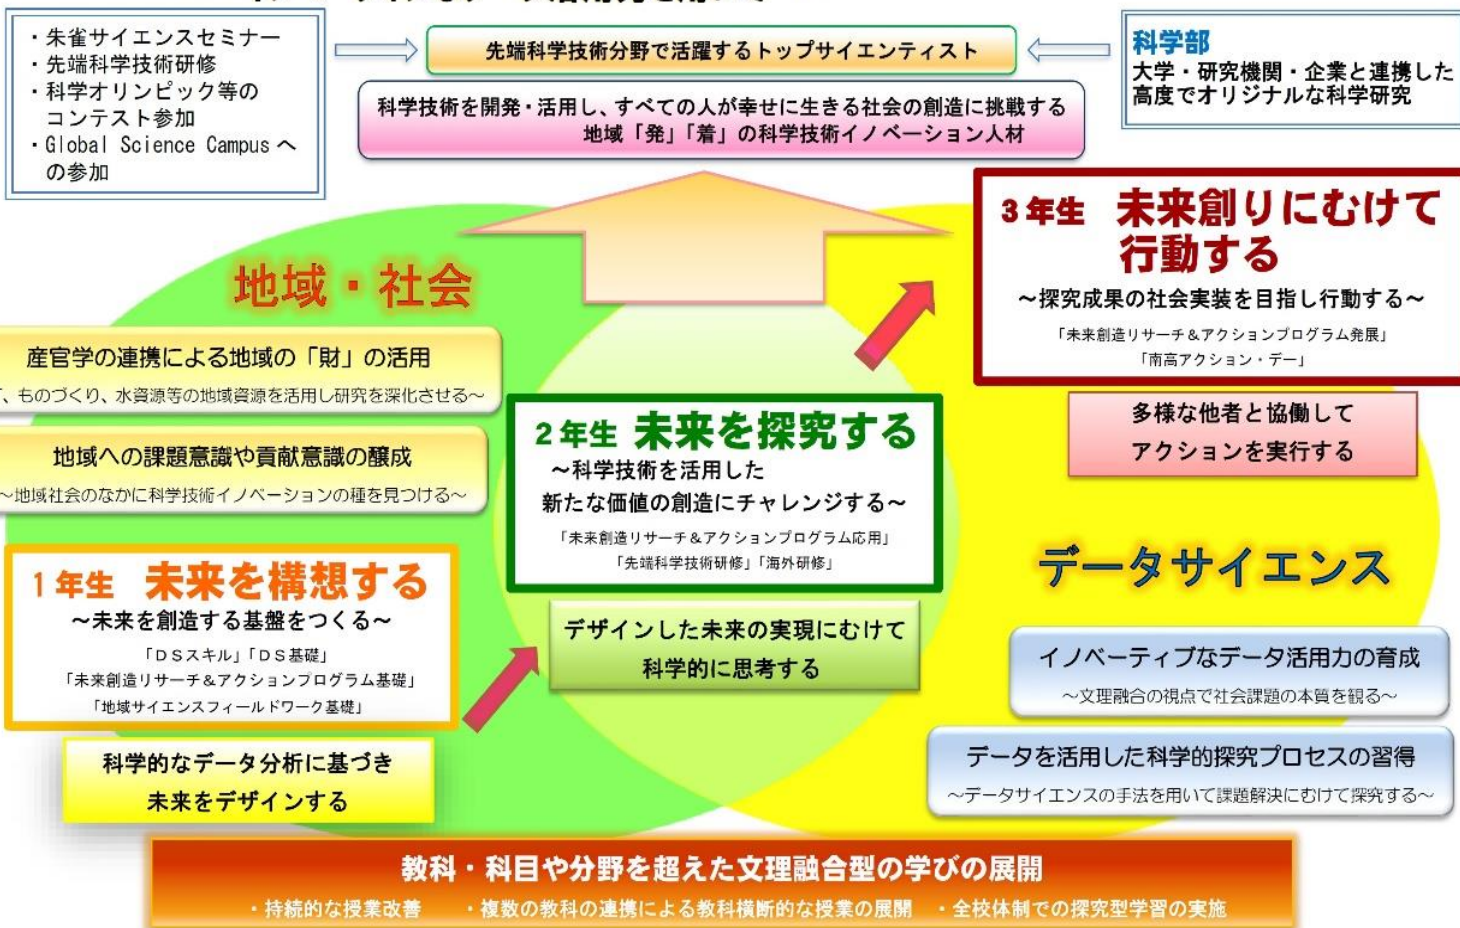 ・朱雀サイエンスセミナー
・先端科学技術研修
・科学オリンピック等の
コンテスト参加
・Global Science Campus へ
の参加
先端科学技術分野で活躍するトップサイエンティスト
科学技術を開発・活用し、すべての人が幸せに生きる社会の創造に挑戦する
地域「発」「着」の科学技術イノベーション人材
科学部
大学・研究機関・企業と連携した
高度でオリジナルな科学研究
3年生 未来創りにむけて
行動する
～探究成果の社会実装を目指し行動する～
「未来創造リサーチ＆アクションプログラム発展」
「南高アクション・デー」
多様な他者と協働して
アクションを実行する
地域・社会
産官学の連携による地域の「財」の活用
、ものづくり、水資源等の地域資源を活用し研究を深化させる～
地域への課題意識や貢献意識の醸成
～地域社会のなかに科学技術イノベーションの種を見つける～
2年生 未来を探究する
～科学技術を活用した
新たな価値の創造にチャレンジする～
「未来創造リサーチ＆アクションプログラム応用」
「先端科学技術研修」「海外研修」
デザインした未来の実現にむけて
科学的に思考する
1年生 未来を構想する
～未来を創造する基盤をつくる～
「ＤＳスキル」「ＤＳ基礎」
「未来創造リサーチ＆アクションプログラム基礎」
「地域サイエンスフィールドワーク基礎」
科学的なデータ分析に基づき
未来をデザインする
データサイエンス
イノベーティブなデータ活用力の育成
～文理融合の視点で社会課題の本質を観る～
データを活用した科学的探究プロセスの習得
～データサイエンスの手法を用いて課題解決にむけて探究する～
教科・科目や分野を超えた文理融合型の学びの展開
・持続的な授業改善 ・複数の教科の連携による教科横断的な授業の展開 ・全校体制での探究型学習の実施